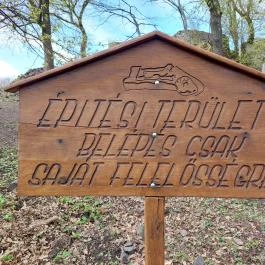 ÉPÍTÉSI TERÜLET
BELÉPÉS CSAK
SAJÁT FELELŐSSÉGRE